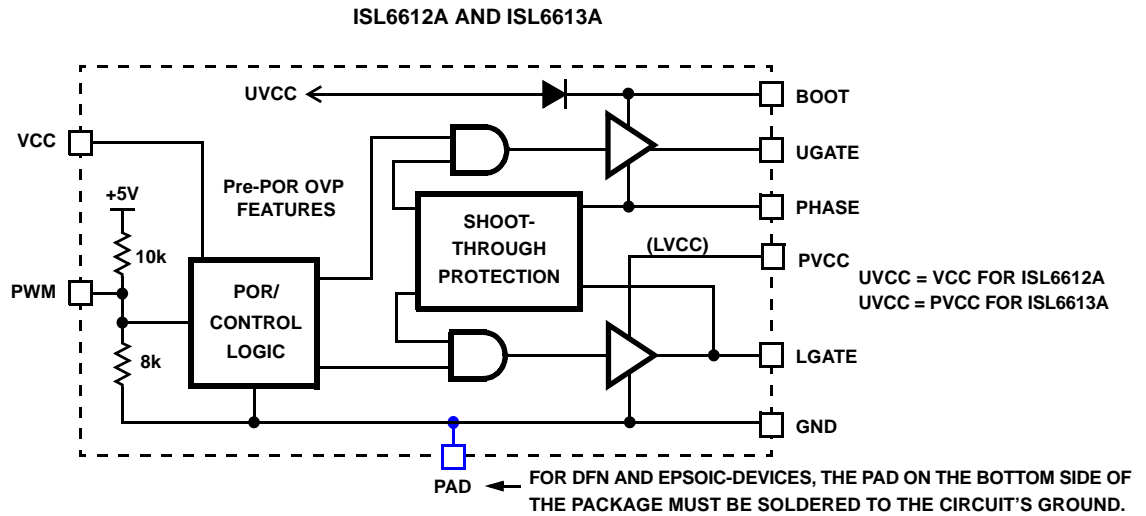 ISL6612A AND ISL6613A
UVCC
BOOT
VCC
UGATE
+5V
Pre-POR OVP
FEATURES
PHASE
SHOOT-
THROUGH
PROTECTION
(LVCC)
10k
PVCC
UVCC = VCC FOR ISL6612A
UVCC = PVCC FOR ISL6613A
PWM
POR/
CONTROL
LOGIC
8k
LGATE
GND
PAD
FOR DFN AND EPSOIC-DEVICES, THE PAD ON THE BOTTOM SIDE OF
THE PACKAGE MUST BE SOLDERED TO THE CIRCUIT'S GROUND.